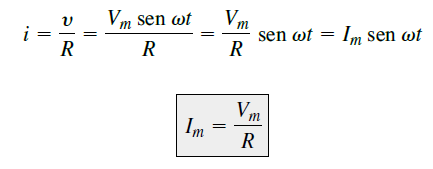 i = υ/R = V_m sen ωt / R = V_m/R sen ωt = I_m sen ωt
I_m = V_m/R